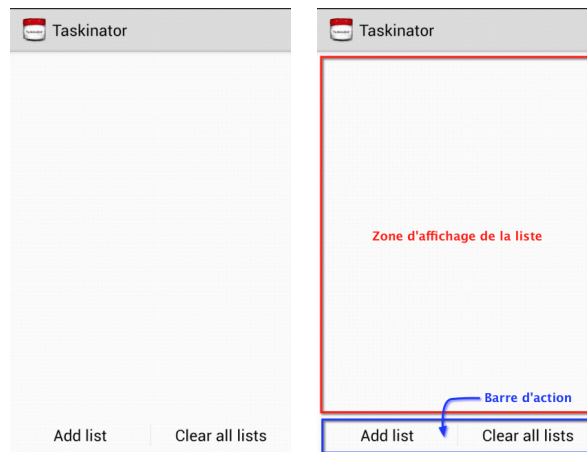 Taskinator
Add list
Clear all lists
Taskinator
Zone d'affichage de la liste
Barre d'action
Add list
Clear all lists